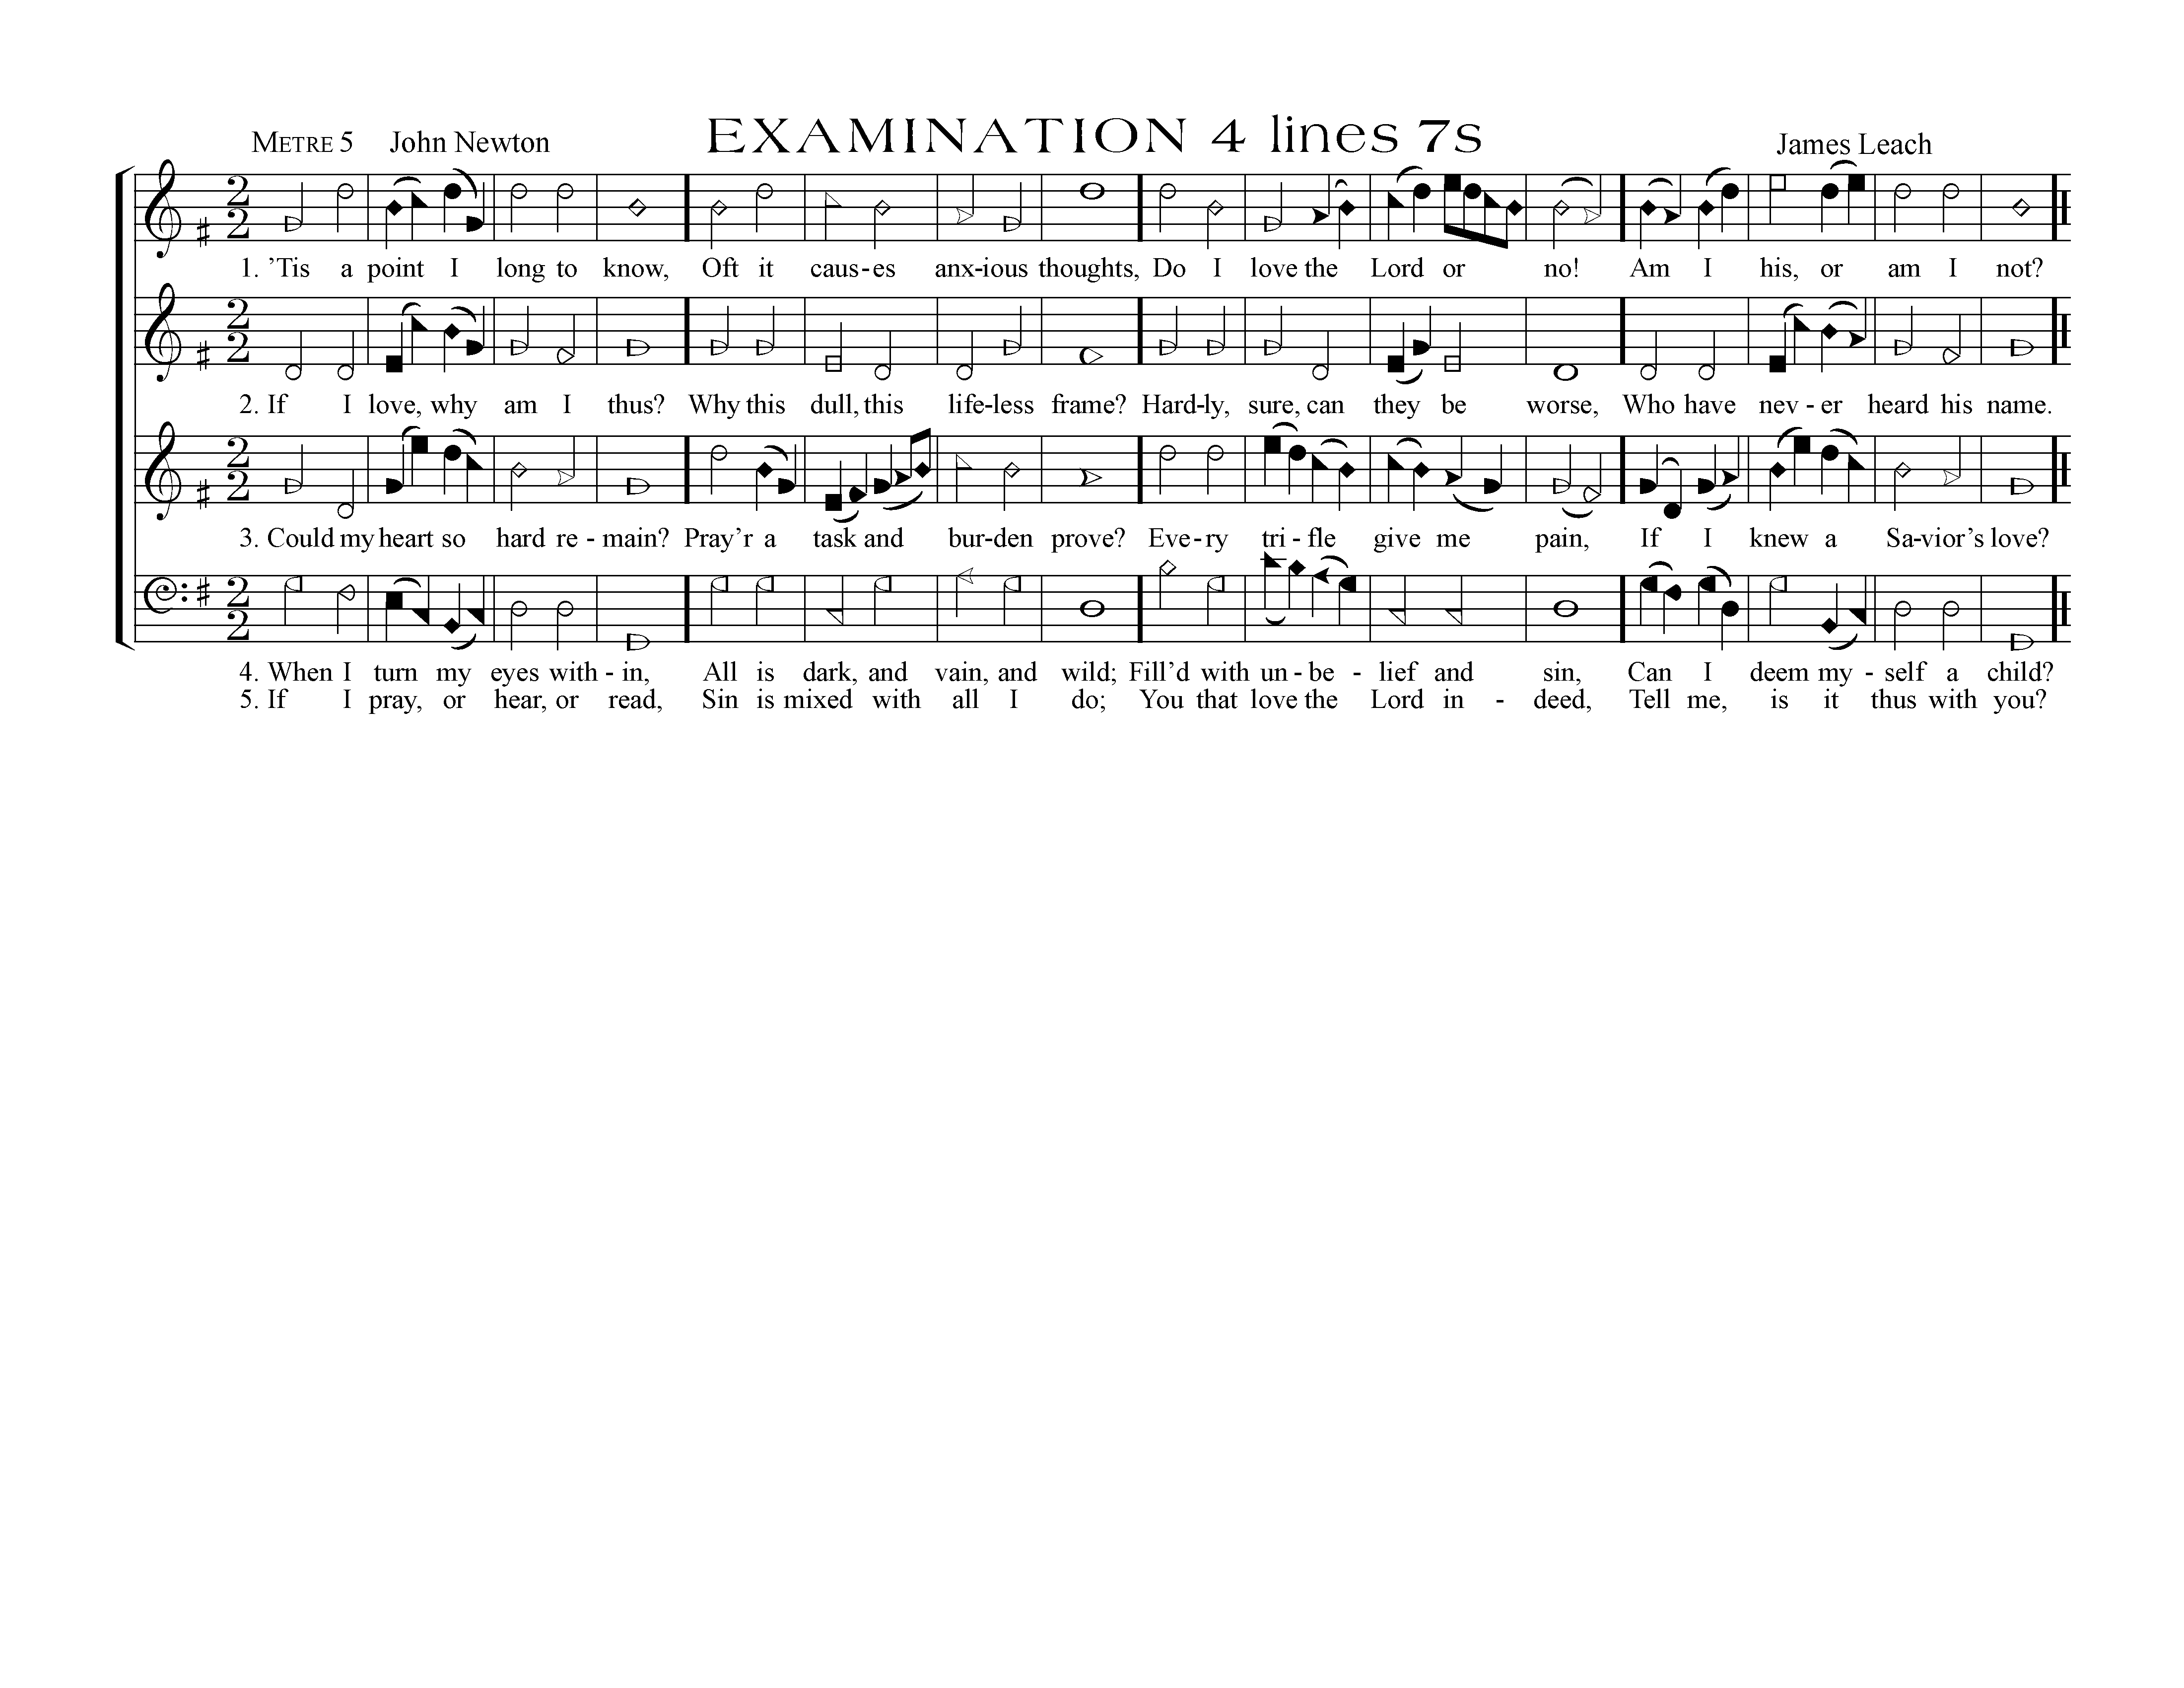 METRE 5 John Newton EXAMINATION 4 lines 7s James Leach
1. ’Tis a point I long to know, Oft it caus-es anx-ious thoughts, Do I love the Lord or no! Am I his, or am I not?
2. If I love, why am I thus? Why this dull, this life-less frame? Hard-ly, sure, can they be worse, Who have nev - er heard his name.
3. Could my heart so hard re - main? Pray’r a task and bur-den prove? Eve-ry tri - fle give me pain, If I knew a Sa-vior’s love?
4. When I turn my eyes with - in, All is dark, and vain, and wild; Fill’d with un - be - lief and sin, Can I deem my - self a child?
5. If I pray, or hear, or read, Sin is mixed with all I do; You that love the Lord in - deed, Tell me, is it thus with you?